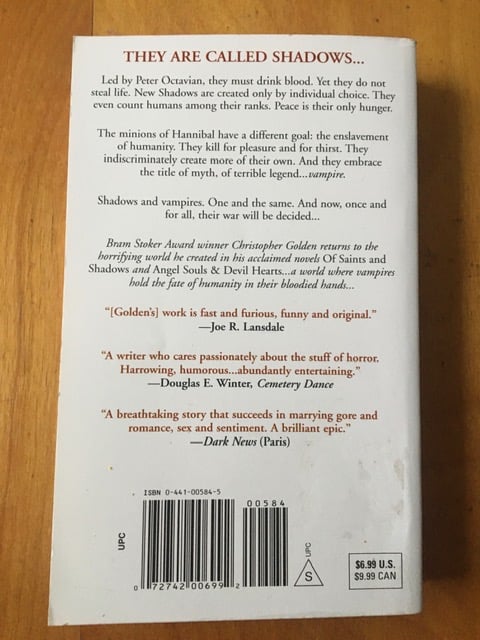 THEY ARE CALLED SHADOWS...
Led by Peter Octavian, they must drink blood. Yet they do not
steal life. New Shadows are created only by individual choice. They
even count humans among their ranks. Peace is their only hunger.
The minions of Hannibal have a different goal: the enslavement
of humanity. They kill for pleasure and for thirst. They
indiscriminately create more of their own. And they embrace
the title of myth, of terrible legend...vampire.
Shadows and vampires. One and the same. And now, once and
for all, their war will be decided...
Bram Stoker Award winner Christopher Golden returns to the
horrifying world he created in his acclaimed novels Of Saints and
Shadows and Angel Souls & Devil Hearts...a world where vampires
hold the fate of humanity in their bloodied hands...
"[Golden's] work is fast and furious, funny and original."
—Joe R. Lansdale
"A writer who cares passionately about the stuff of horror.
Harrowing, humorous...abundantly entertaining."
—Douglas E. Winter, Cemetery Dance
"A breathtaking story that succeeds in marrying gore and
romance, sex and sentiment. A brilliant epic."
—Dark News (Paris)
ISBN 0-441-00584-5
00584
UPC
0 72742 00699 2
UPC
S
$6.99 U.S.
$9.99 CAN